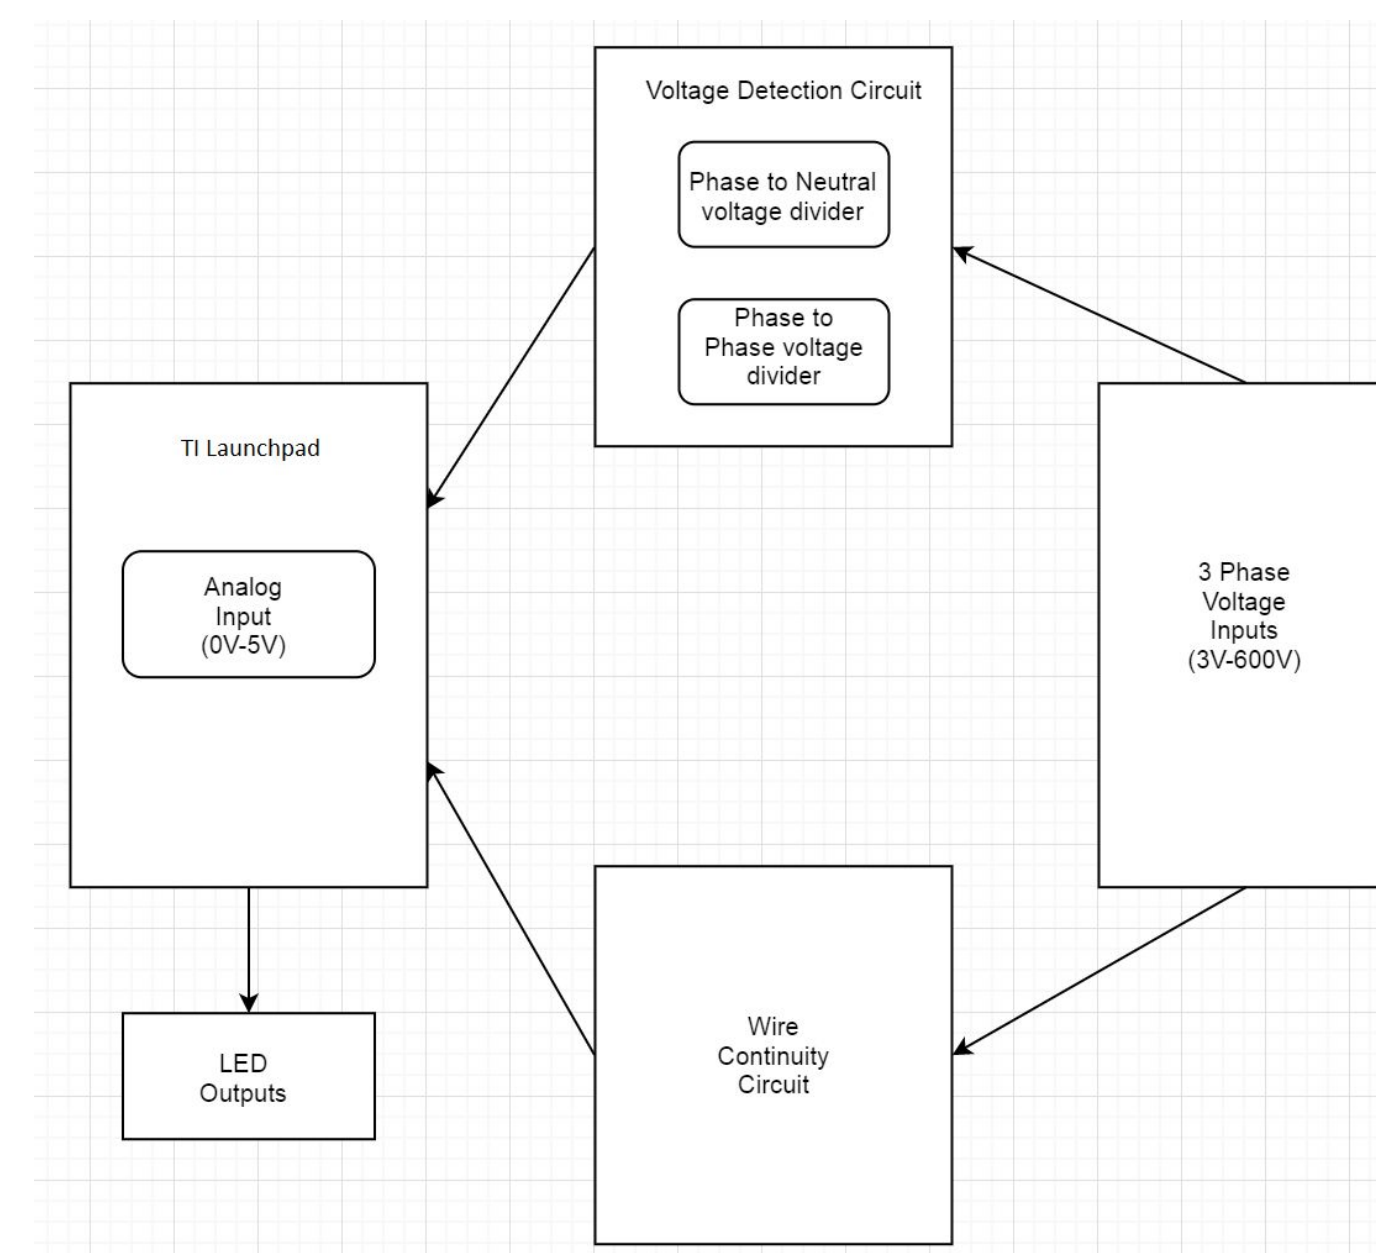 Voltage Detection Circuit
Phase to Neutral
voltage divider
Phase to
Phase voltage
divider
TI Launchpad
Analog
Input
(0V-5V)
3 Phase
Voltage
Inputs
(3V-600V)
Wire
Continuity
Circuit
LED
Outputs